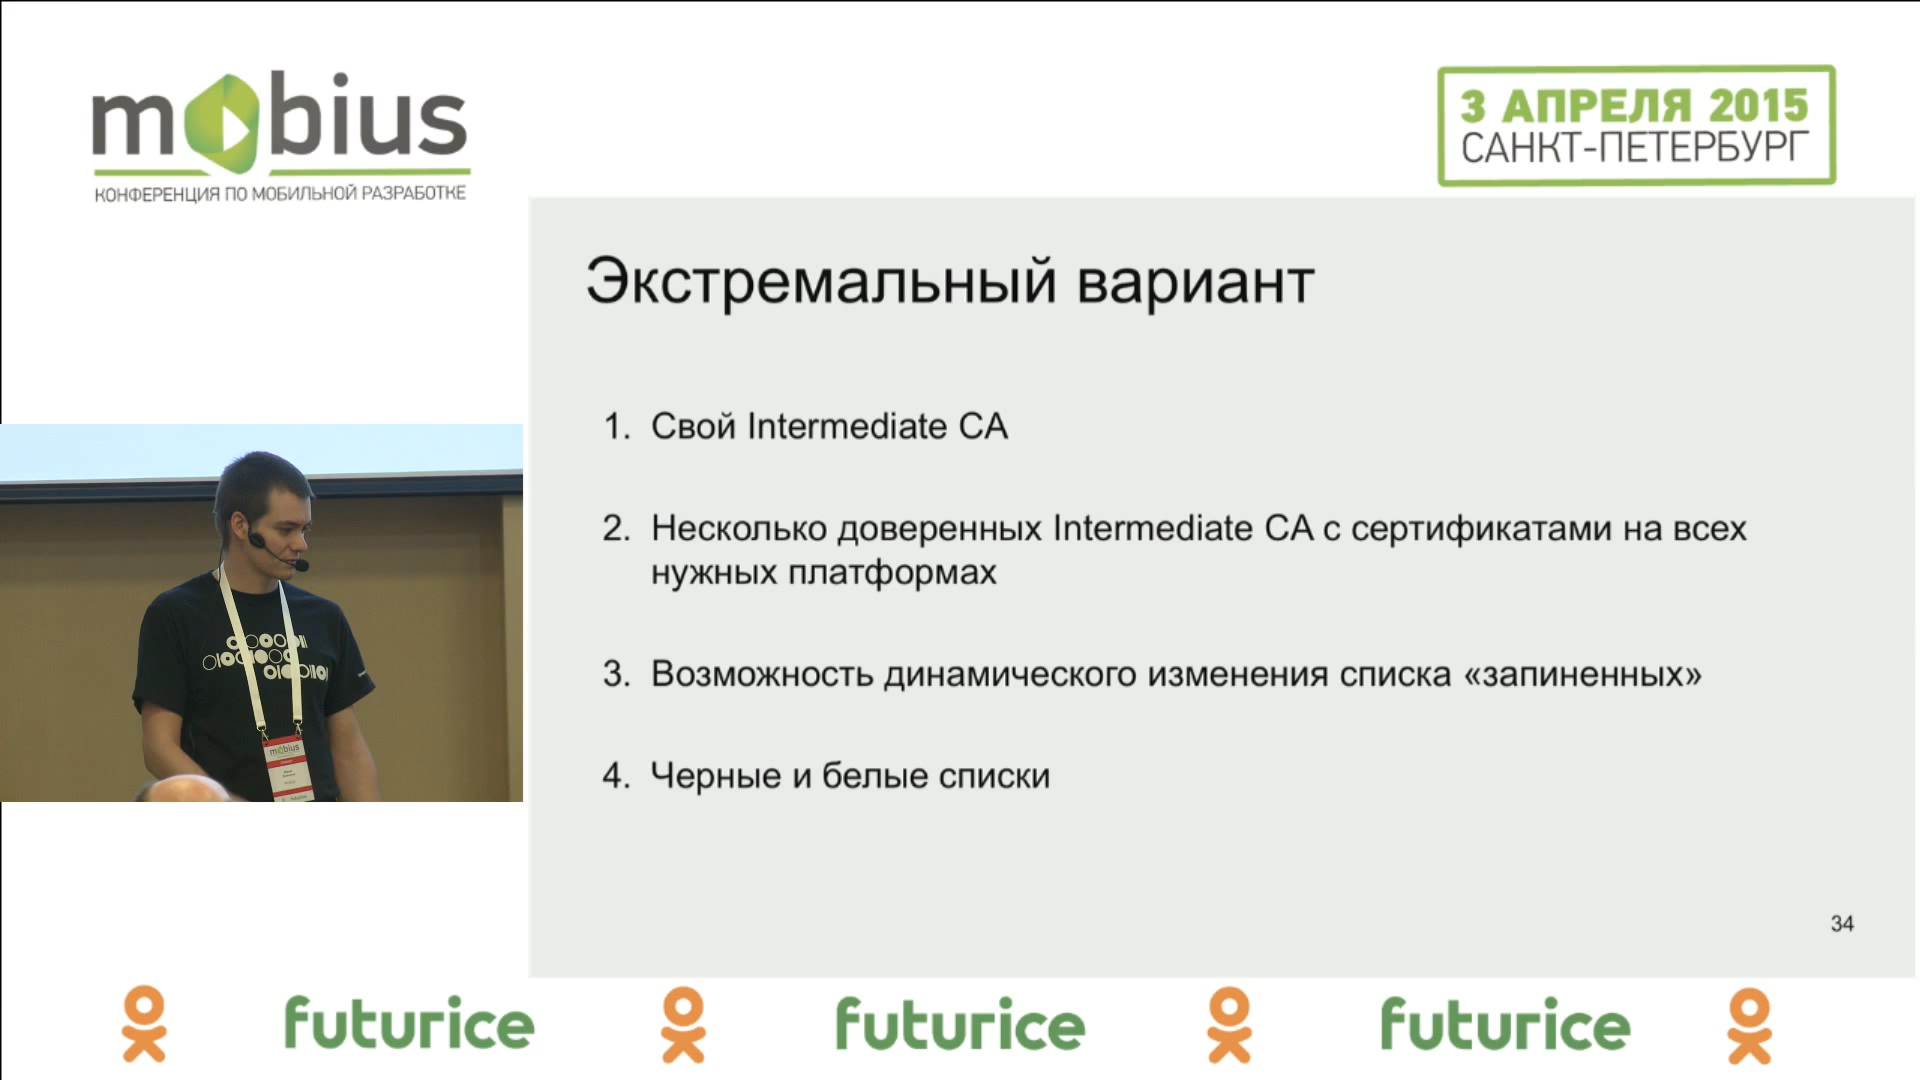 mobius
КОНФЕРЕНЦИЯ ПО МОБИЛЬНОЙ РАЗРАБОТКЕ
3 АПРЕЛЯ 2015
САНКТ-ПЕТЕРБУРГ
Экстремальный вариант
1. Свой Intermediate CA
2. Несколько доверенных Intermediate CA с сертификатами на всех
нужных платформах
3. Возможность динамического изменения списка «запиненных»
4. Черные и белые списки
34
mobius
futurice
futurice
futurice